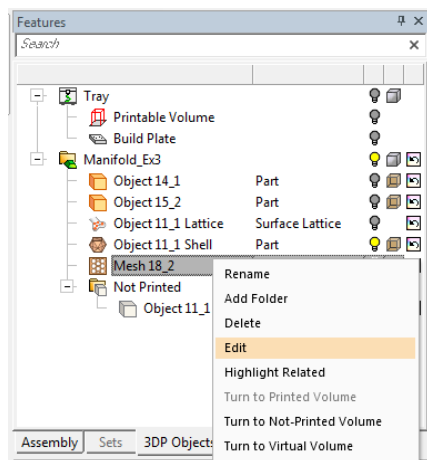 Features
Search
Tray
Printable Volume
Build Plate
Manifold_Ex3
Object 14_1 Part
Object 15_2 Part
Object 11_1 Lattice Surface Lattice
Object 11_1 Shell Part
Mesh 18_2
Not Printed
Object 11_1
Rename
Add Folder
Delete
Edit
Highlight Related
Turn to Printed Volume
Turn to Not-Printed Volume
Turn to Virtual Volume
Assembly Sets 3DP Objects